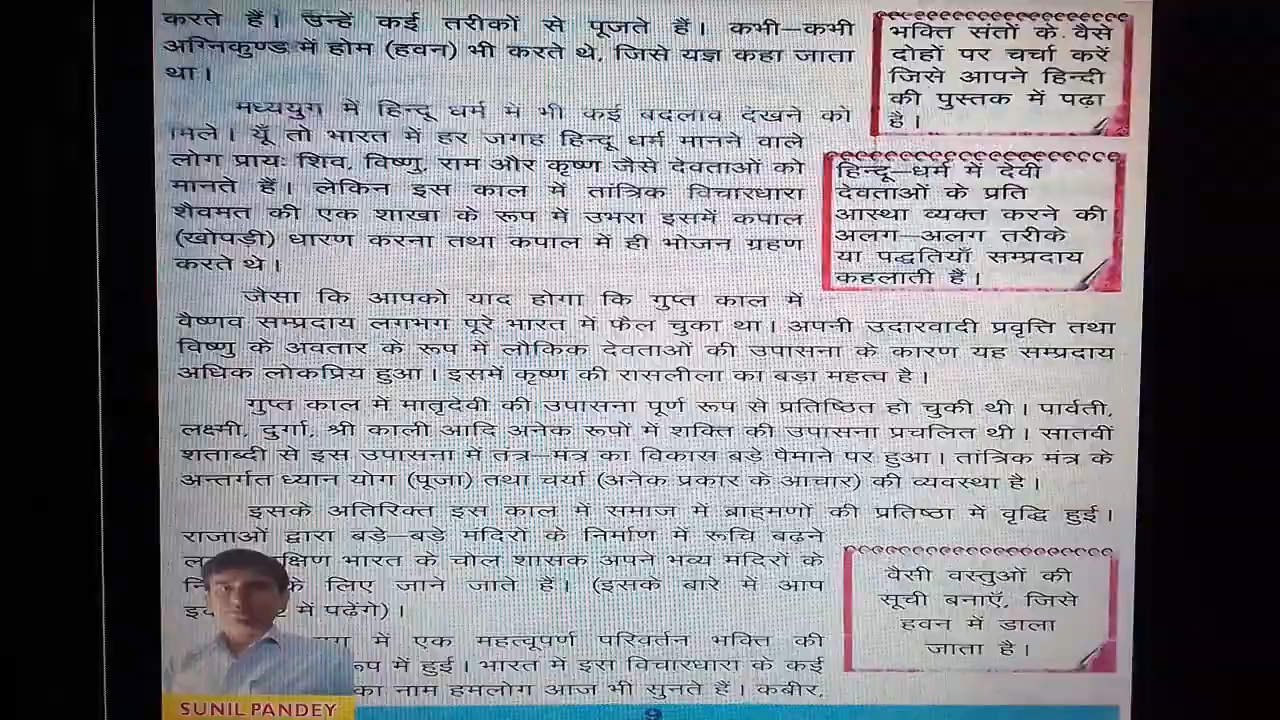 करते हैं। उन्हें कई तरीकों से पूजते हैं। कभी–कभी
अग्निकुण्ड में होम (हवन) भी करते थे, जिसे यज्ञ कहा जाता
था।
भक्ति संतों के वैसे
दोहों पर चर्चा करें
जिसे आपने हिन्दी
की पुस्तक में पढ़ा
है।
मध्ययुग में हिन्दू धर्म में भी कई बदलाव देखने को
मिले। यूँ तो भारत में हर जगह हिन्दू धर्म मानने वाले
लोग प्रायः शिव, विष्णु, राम और कृष्ण जैसे देवताओं को
मानते हैं। लेकिन इस काल में तांत्रिक विचारधारा
शैवमत की एक शाखा के रूप में उभरा इसमें कपाल
(खोपड़ी) धारण करना तथा कपाल में ही भोजन ग्रहण
करते थे।
हिन्दू–धर्म में देवी
देवताओं के प्रति
आस्था व्यक्त करने की
अलग–अलग तरीके
या पद्धतियाँ सम्प्रदाय
कहलाती हैं।
जैसा कि आपको याद होगा कि गुप्त काल में
वैष्णव सम्प्रदाय लगभग पूरे भारत में फैल चुका था। अपनी उदारवादी प्रवृत्ति तथा
विष्णु के अवतार के रूप में लौकिक देवताओं की उपासना के कारण यह सम्प्रदाय
अधिक लोकप्रिय हुआ। इसमें कृष्ण की रासलीला का बड़ा महत्व है।
गुप्त काल में मातृदेवी की उपासना पूर्ण रूप से प्रतिष्ठित हो चुकी थी। पार्वती,
लक्ष्मी, दुर्गा, श्री काली आदि अनेक रूपों में शक्ति की उपासना प्रचलित थी। सातवीं
शताब्दी से इस उपासना में तंत्र–मंत्र का विकास बड़े पैमाने पर हुआ। तांत्रिक मंत्र के
अन्तर्गत ध्यान योग (पूजा) तथा चर्या (अनेक प्रकार के आचार) की व्यवस्था है।
इसके अतिरिक्त इस काल में समाज में ब्राह्मणों की प्रतिष्ठा में वृद्धि हुई।
राजाओं द्वारा बड़े–बड़े मंदिरों के निर्माण में रूचि बढ़ने
भारत के चोल शासक अपने भव्य मंदिरों के
के लिए जाने जाते हैं। (इसके बारे में आप
में पढ़ेंगे)।
वैसी वस्तुओं की
सूची बनाएँ, जिसे
हवन में डाला
जाता है।
में एक महत्वपूर्ण परिवर्तन भक्ति की
में हुई। भारत में इस विचारधारा के कई
का नाम हमलोग आज भी सुनते हैं। कबीर,
SUNIL PANDEY
9